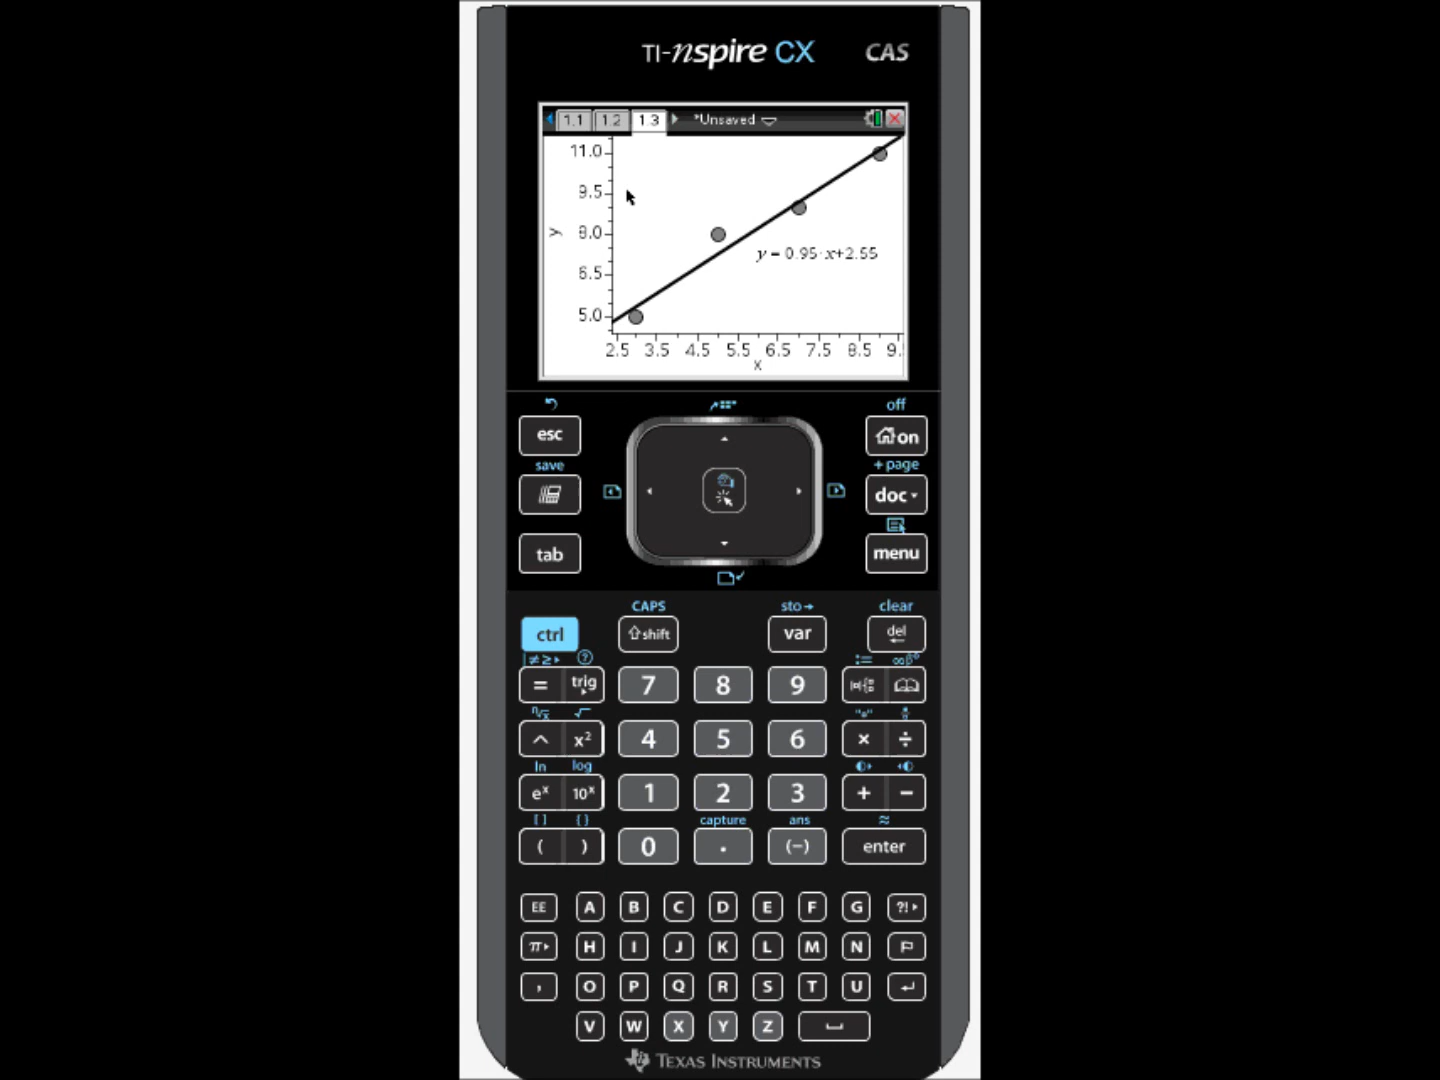 TI-nspire CX CAS
1.1 1.2 1.3 *Unsaved
11.0
9.5
y 8.0
y = 0.95·x+2.55
6.5
5.0
2.5 3.5 4.5 5.5 6.5 7.5 8.5 9.
x
off
esc on
save + page
doc
tab menu
CAPS sto→ clear
ctrl ⇧shift var del
|≠≥▸ ? := ∞β°
= trig 7 8 9
ⁿ√x √ "∘"
^ x² 4 5 6 × ÷
ln log
eˣ 10ˣ 1 2 3 + −
[ ] { } capture ans ≈
( ) 0 . (−) enter
EE A B C D E F G ?!▸
π▸ H I J K L M N
, O P Q R S T U ↵
V W X Y Z ␣
TEXAS INSTRUMENTS